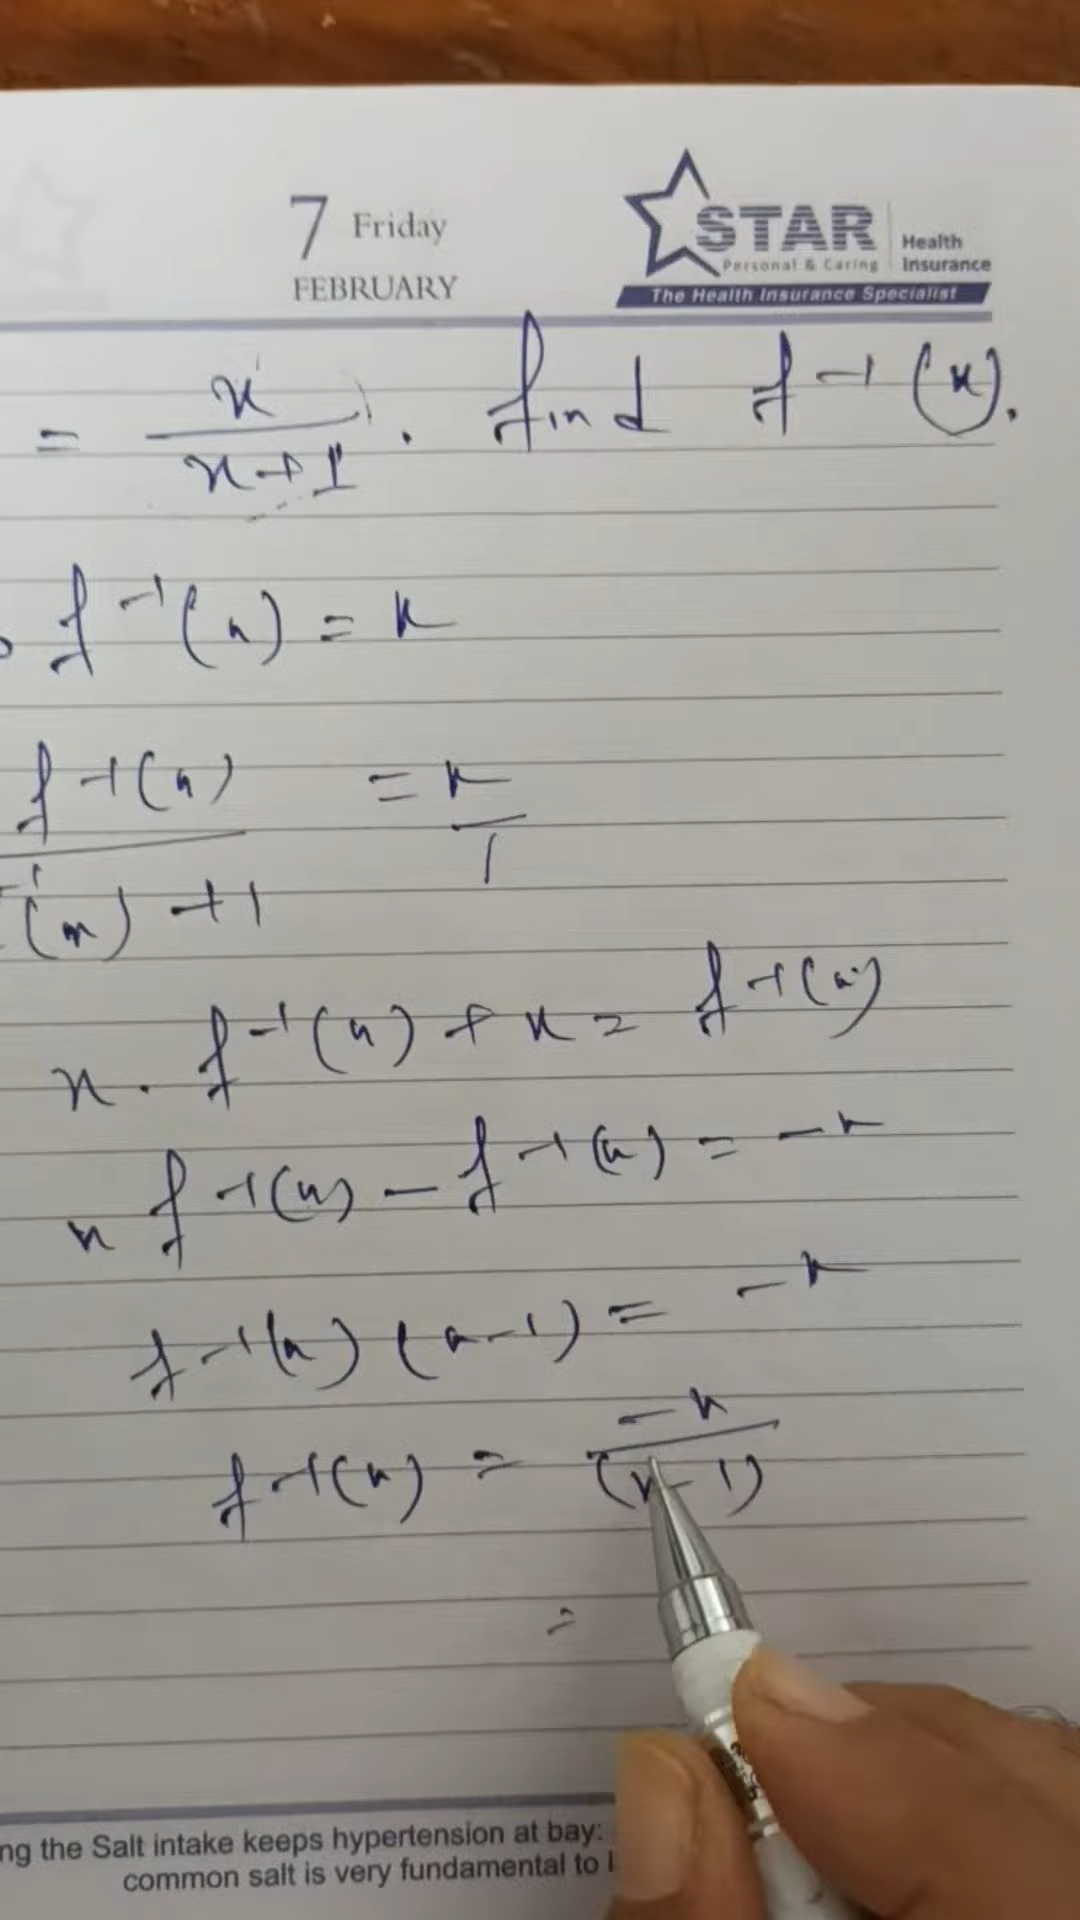 7 Friday
FEBRUARY
STAR Health Insurance
Personal & Caring
The Health Insurance Specialist
= x/(x+1). find f⁻¹(x).
f⁻¹(x) = x
f⁻¹(x) = x
⁻¹(x) + 1 1
x . f⁻¹(x) + x = f⁻¹(x)
x f⁻¹(x) - f⁻¹(x) = -x
f⁻¹(x) (x-1) = -x
f⁻¹(x) = -x/(x-1)
=
ng the Salt intake keeps hypertension at bay:
common salt is very fundamental to